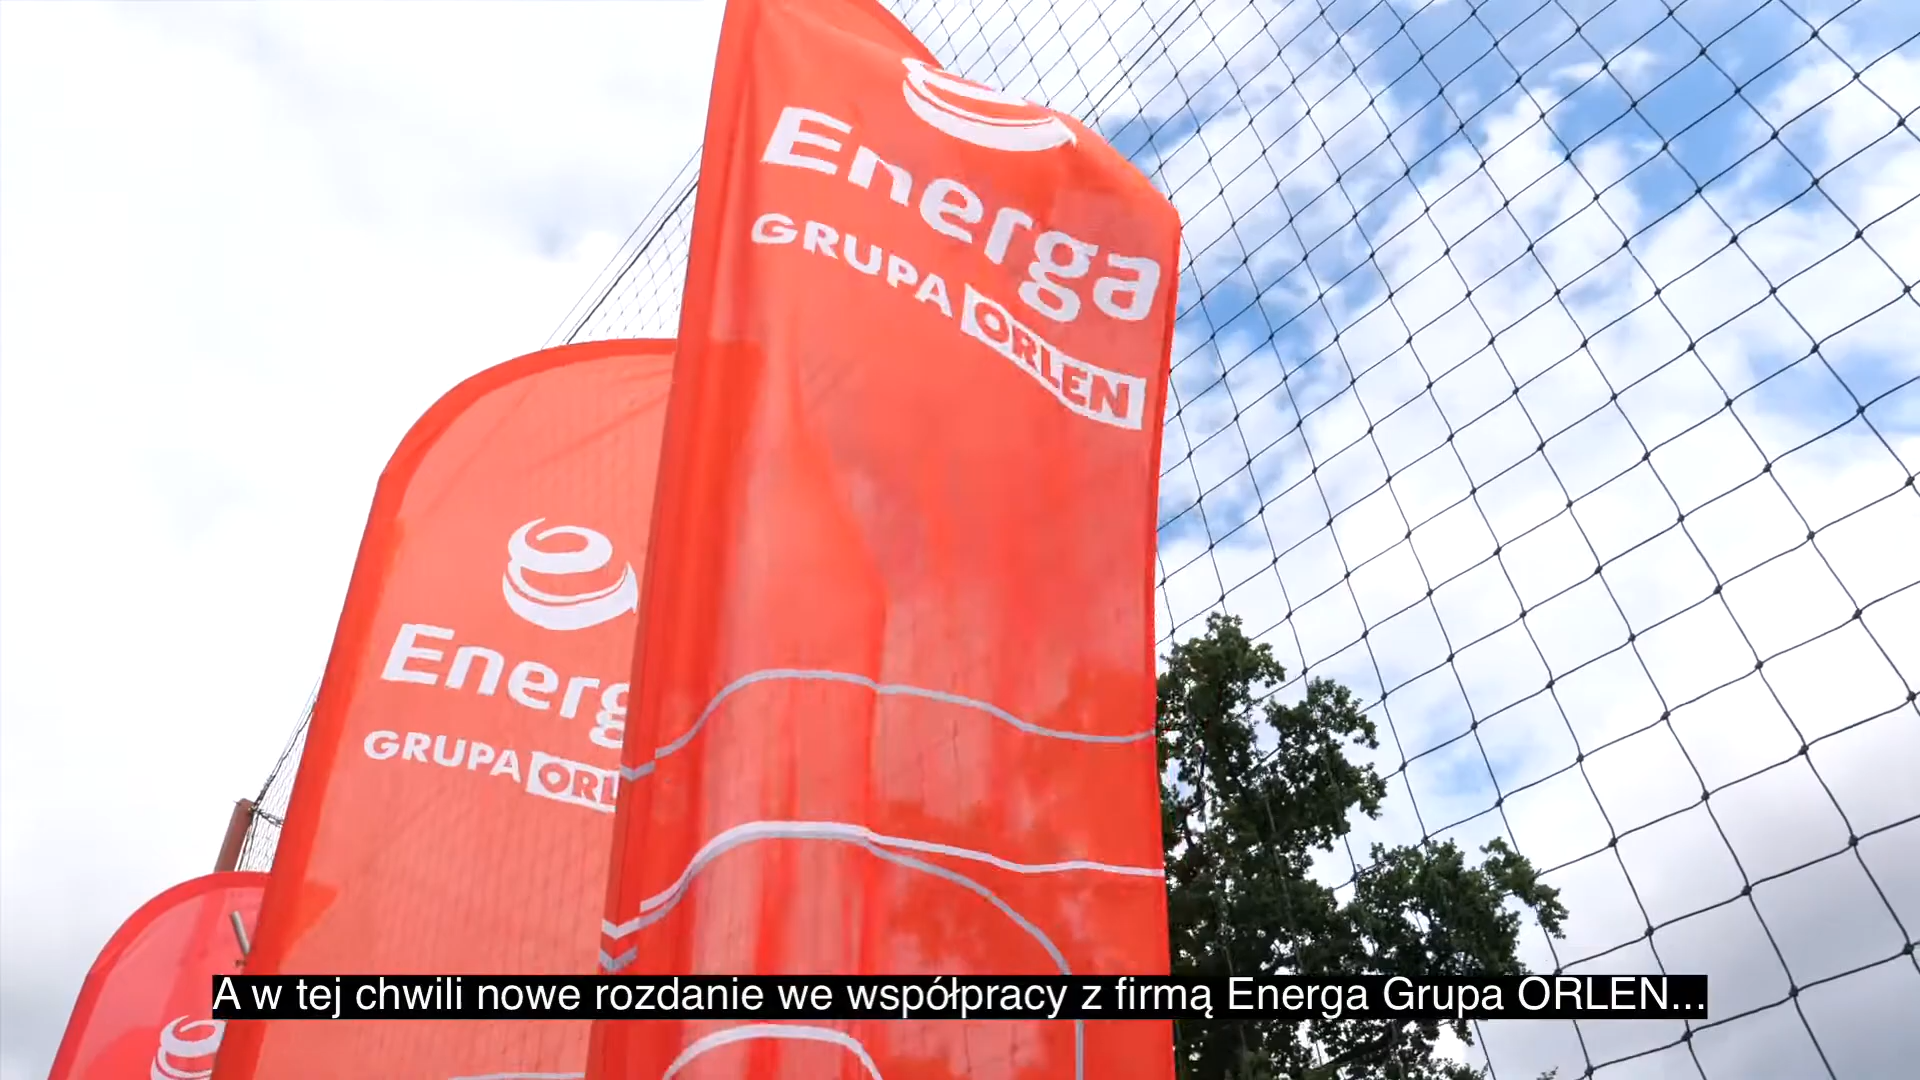 Energa
GRUPA ORLEN
Energ
GRUPA ORL
A w tej chwili nowe rozdanie we współpracy z firmą Energa Grupa ORLEN...